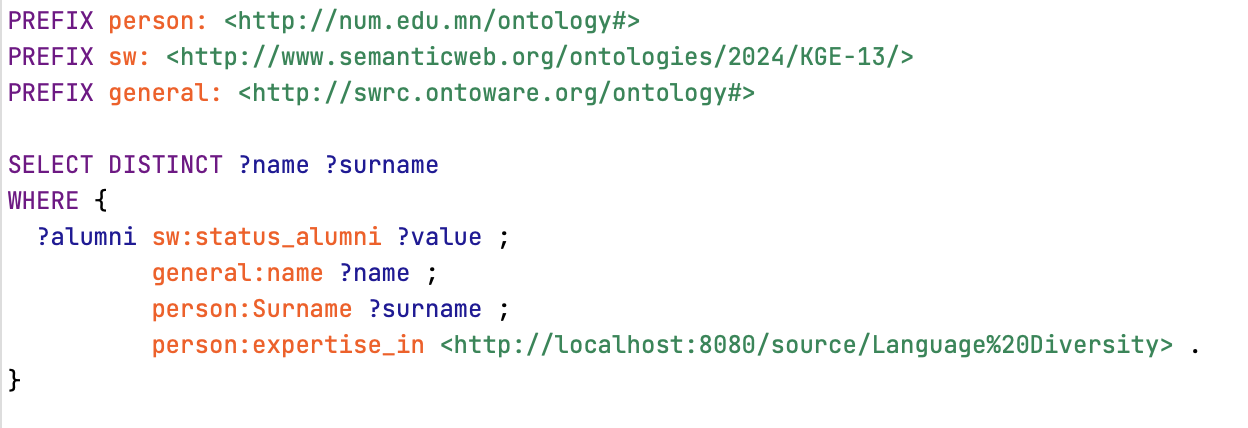 PREFIX person: <http://num.edu.mn/ontology#>
PREFIX sw: <http://www.semanticweb.org/ontologies/2024/KGE-13/>
PREFIX general: <http://swrc.ontoware.org/ontology#>

SELECT DISTINCT ?name ?surname
WHERE {
  ?alumni sw:status_alumni ?value ;
          general:name ?name ;
          person:Surname ?surname ;
          person:expertise_in <http://localhost:8080/source/Language%20Diversity> .
}